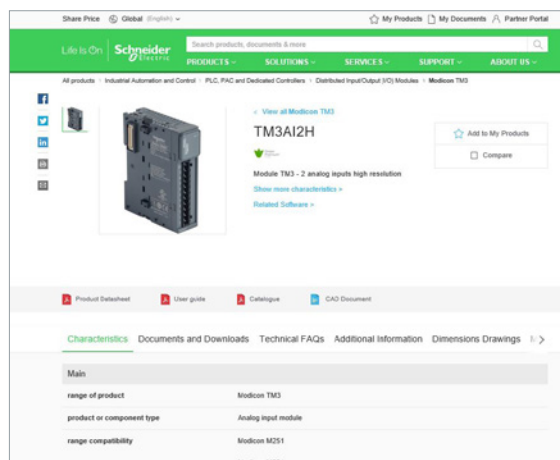 Share Price Global (English) My Products My Documents Partner Portal
Life Is On Schneider Electric
Search products, documents & more
PRODUCTS SOLUTIONS SERVICES SUPPORT ABOUT US
All products Industrial Automation and Control PLC, PAC and Dedicated Controllers Distributed Input/Output (I/O) Modules Modicon TM3
< View all Modicon TM3
TM3AI2H
Add to My Products
Compare
Module TM3 - 2 analog inputs high resolution
Show more characteristics >
Related Software >
Product Datasheet User guide Catalogue CAD Document
Characteristics Documents and Downloads Technical FAQs Additional Information Dimensions Drawings
Main
range of product Modicon TM3
product or component type Analog input module
range compatibility Modicon M251